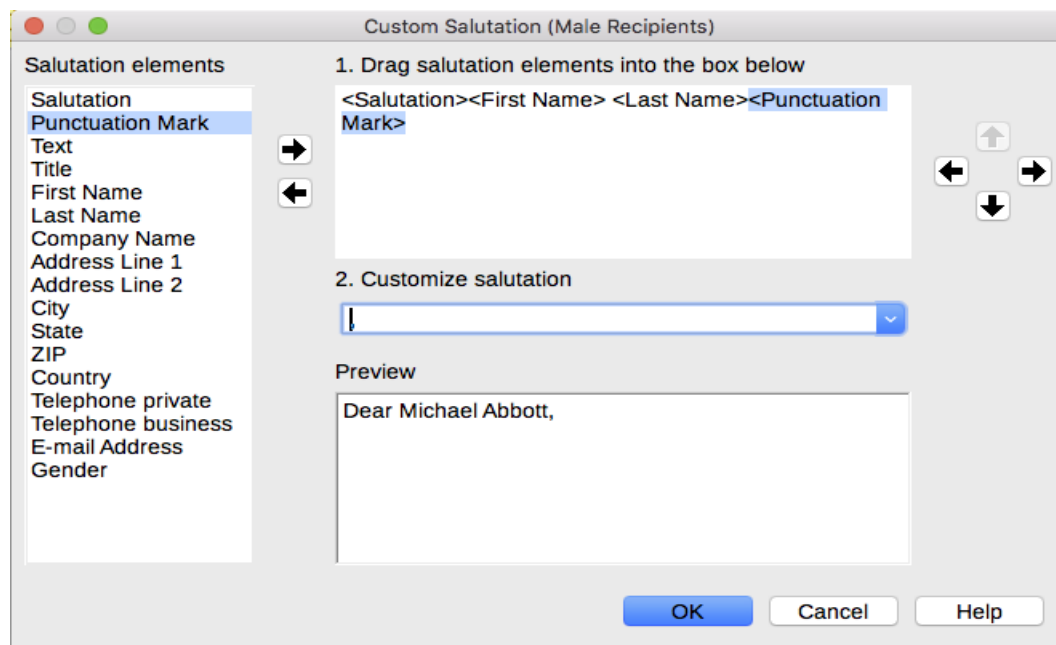 Custom Salutation (Male Recipients)
Salutation elements
Salutation
Punctuation Mark
Text
Title
First Name
Last Name
Company Name
Address Line 1
Address Line 2
City
State
ZIP
Country
Telephone private
Telephone business
E-mail Address
Gender
1. Drag salutation elements into the box below
<Salutation><First Name> <Last Name><Punctuation
Mark>
2. Customize salutation
,
Preview
Dear Michael Abbott,
OK
Cancel
Help